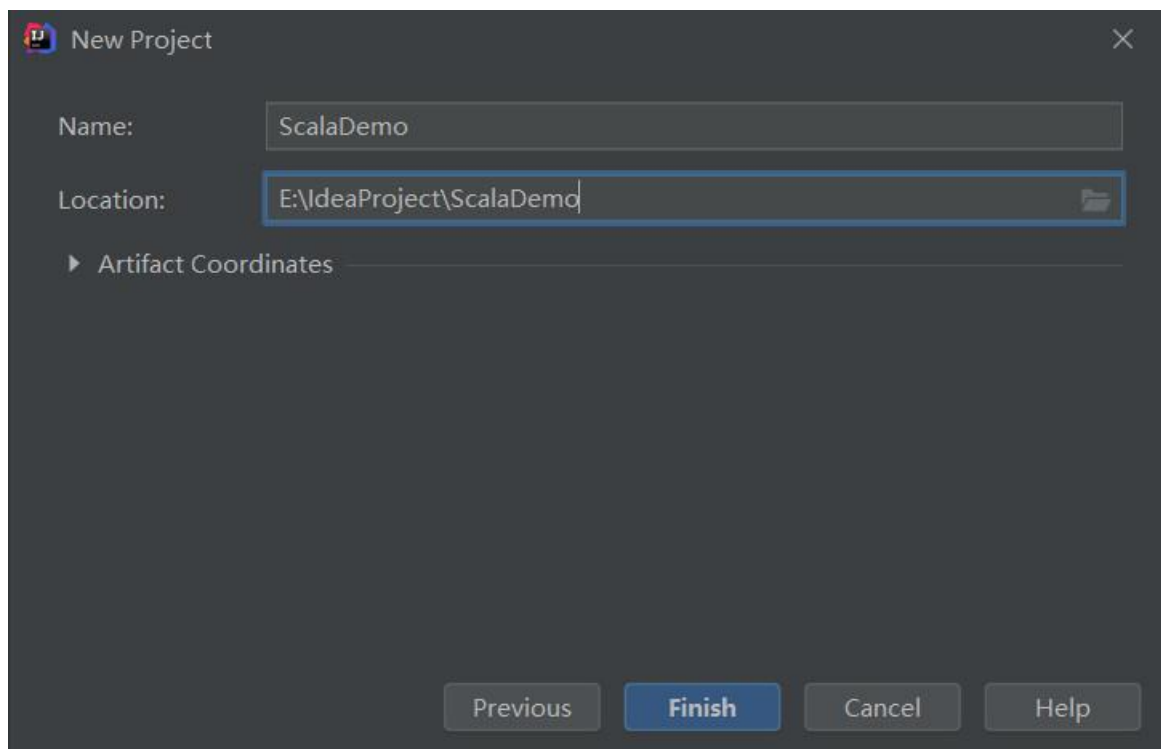 New Project
Name: ScalaDemo
Location: E:\IdeaProject\ScalaDemo
Artifact Coordinates
Previous Finish Cancel Help